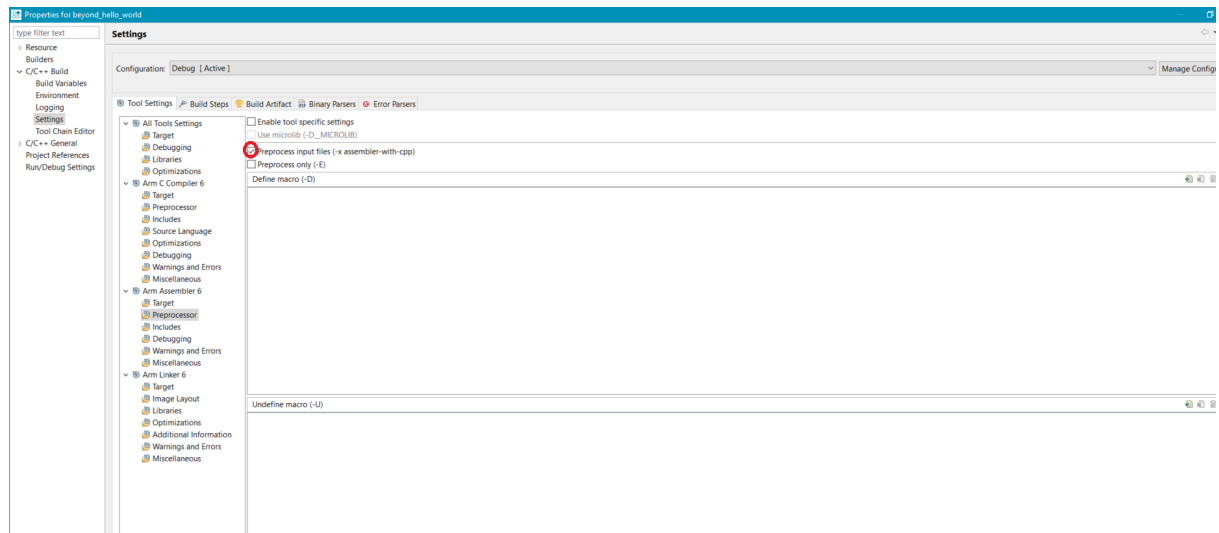 Properties for beyond_hello_world
type filter text
Resource
Builders
C/C++ Build
Build Variables
Environment
Logging
Settings
Tool Chain Editor
C/C++ General
Project References
Run/Debug Settings
Settings
Configuration: Debug [ Active ]
Manage Configu
Tool Settings Build Steps Build Artifact Binary Parsers Error Parsers
All Tools Settings
Target
Debugging
Libraries
Optimizations
Arm C Compiler 6
Target
Preprocessor
Includes
Source Language
Optimizations
Debugging
Warnings and Errors
Miscellaneous
Arm Assembler 6
Target
Preprocessor
Includes
Debugging
Warnings and Errors
Miscellaneous
Arm Linker 6
Target
Image Layout
Libraries
Optimizations
Additional Information
Warnings and Errors
Miscellaneous
Enable tool specific settings
Use microlib (-D__MICROLIB)
Preprocess input files (-x assembler-with-cpp)
Preprocess only (-E)
Define macro (-D)
Undefine macro (-U)